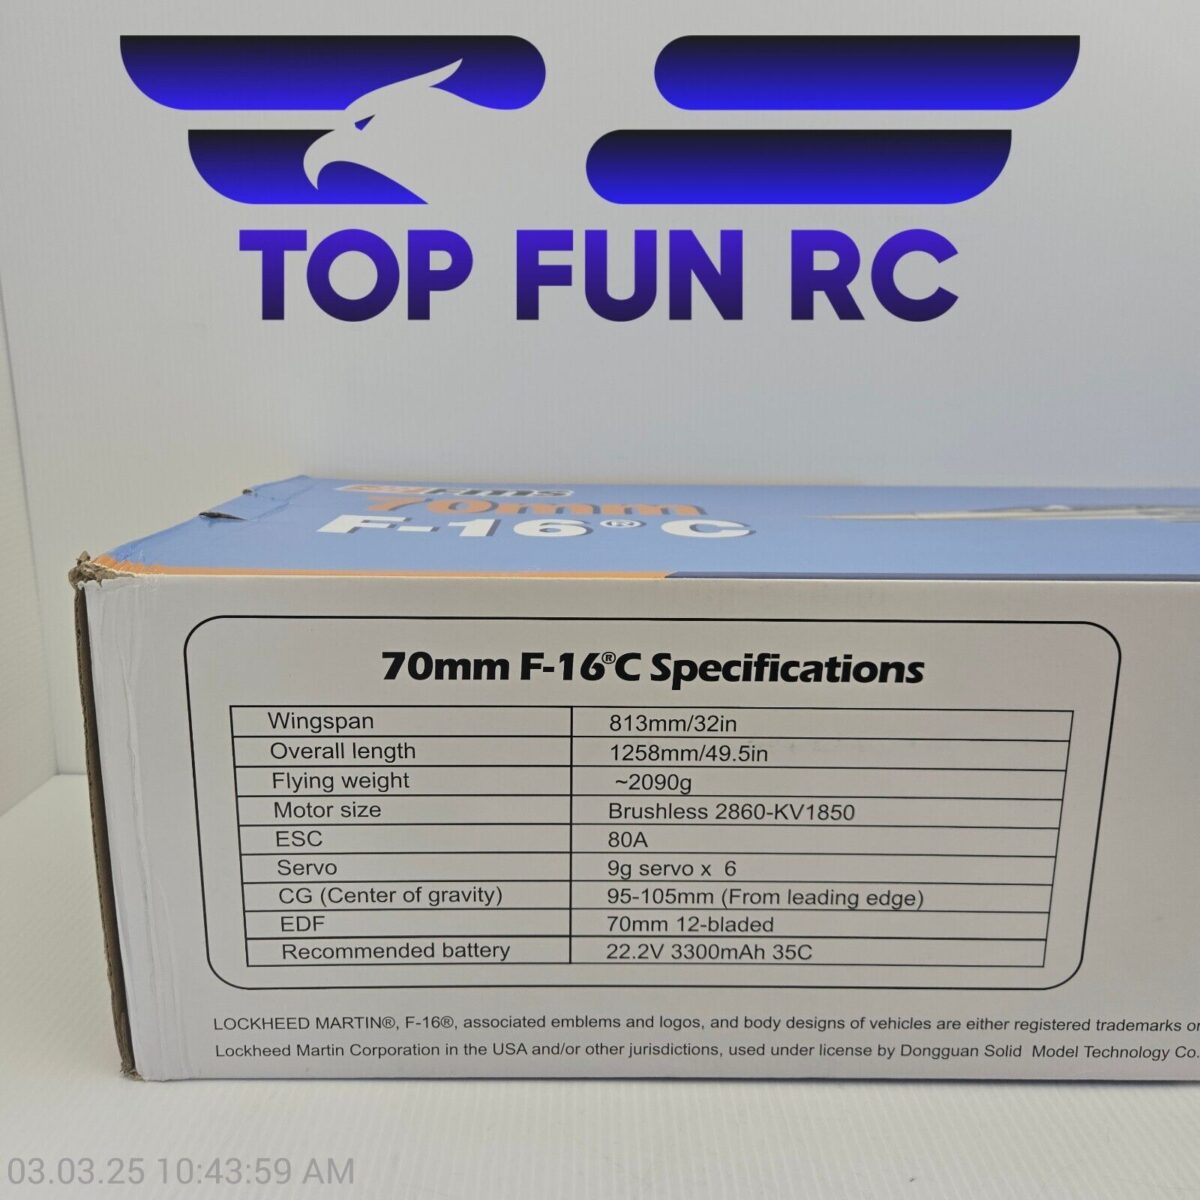 TOP FUN RC
FMS
70mm
F-16® C
70mm F-16®C Specifications
Wingspan 813mm/32in
Overall length 1258mm/49.5in
Flying weight ~2090g
Motor size Brushless 2860-KV1850
ESC 80A
Servo 9g servo x 6
CG (Center of gravity) 95-105mm (From leading edge)
EDF 70mm 12-bladed
Recommended battery 22.2V 3300mAh 35C
LOCKHEED MARTIN®, F-16®, associated emblems and logos, and body designs of vehicles are either registered trademarks or
Lockheed Martin Corporation in the USA and/or other jurisdictions, used under license by Dongguan Solid Model Technology Co.
03.03.25 10:43:59 AM